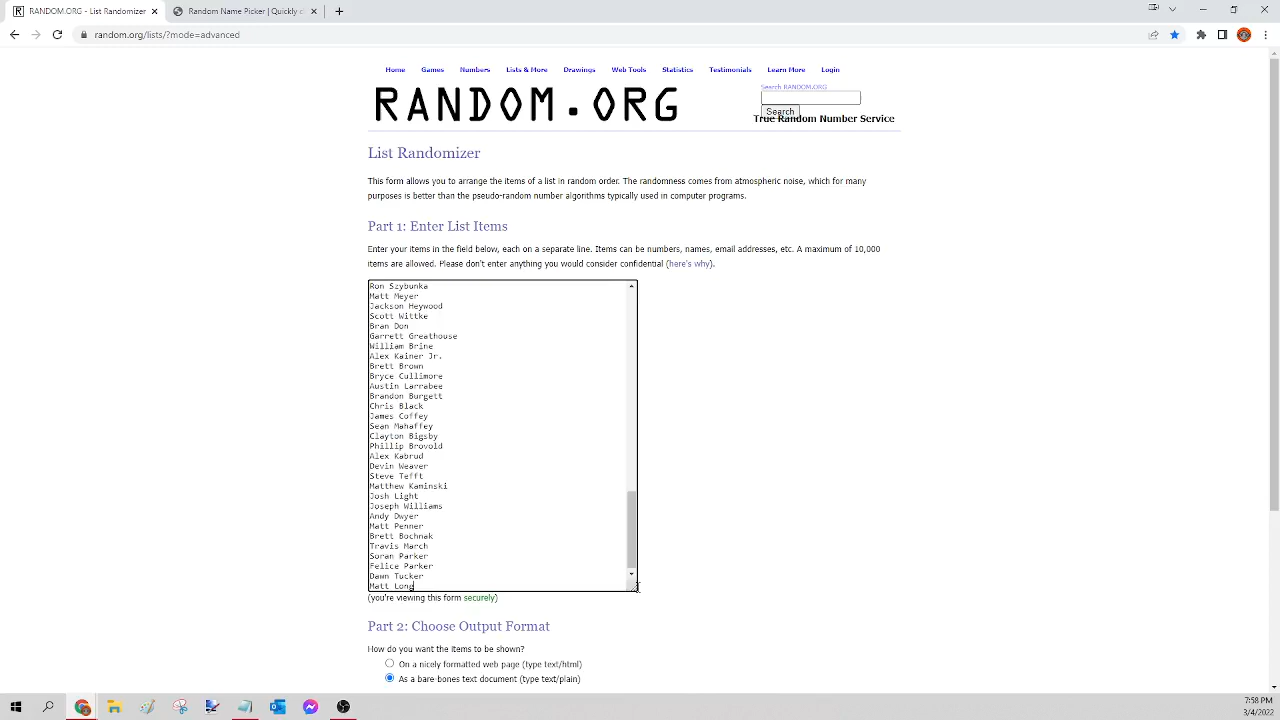 RANDOM.ORG - List Randomizer
Random Name Picker | Quickly c
random.org/lists/?mode=advanced
Home Games Numbers Lists & More Drawings Web Tools Statistics Testimonials Learn More Login
Search RANDOM.ORG
RANDOM.ORG
Search
True Random Number Service
List Randomizer
This form allows you to arrange the items of a list in random order. The randomness comes from atmospheric noise, which for many
purposes is better than the pseudo-random number algorithms typically used in computer programs.
Part 1: Enter List Items
Enter your items in the field below, each on a separate line. Items can be numbers, names, email addresses, etc. A maximum of 10,000
items are allowed. Please don't enter anything you would consider confidential (here's why).
Ron Szybunka
Matt Meyer
Jackson Heywood
Scott Wittke
Bran Don
Garrett Greathouse
William Brine
Alex Kainer Jr.
Brett Brown
Bryce Cullimore
Austin Larrabee
Brandon Burgett
Chris Black
James Coffey
Sean Mahaffey
Clayton Bigsby
Phillip Brovold
Alex Kabrud
Devin Weaver
Steve Tefft
Matthew Kaminski
Josh Light
Joseph Williams
Andy Dwyer
Matt Penner
Brett Bochnak
Travis March
Soran Parker
Felice Parker
Dawn Tucker
Matt Long
(you're viewing this form securely)
Part 2: Choose Output Format
How do you want the items to be shown?
On a nicely formatted web page (type text/html)
As a bare-bones text document (type text/plain)
7:58 PM
3/4/2022